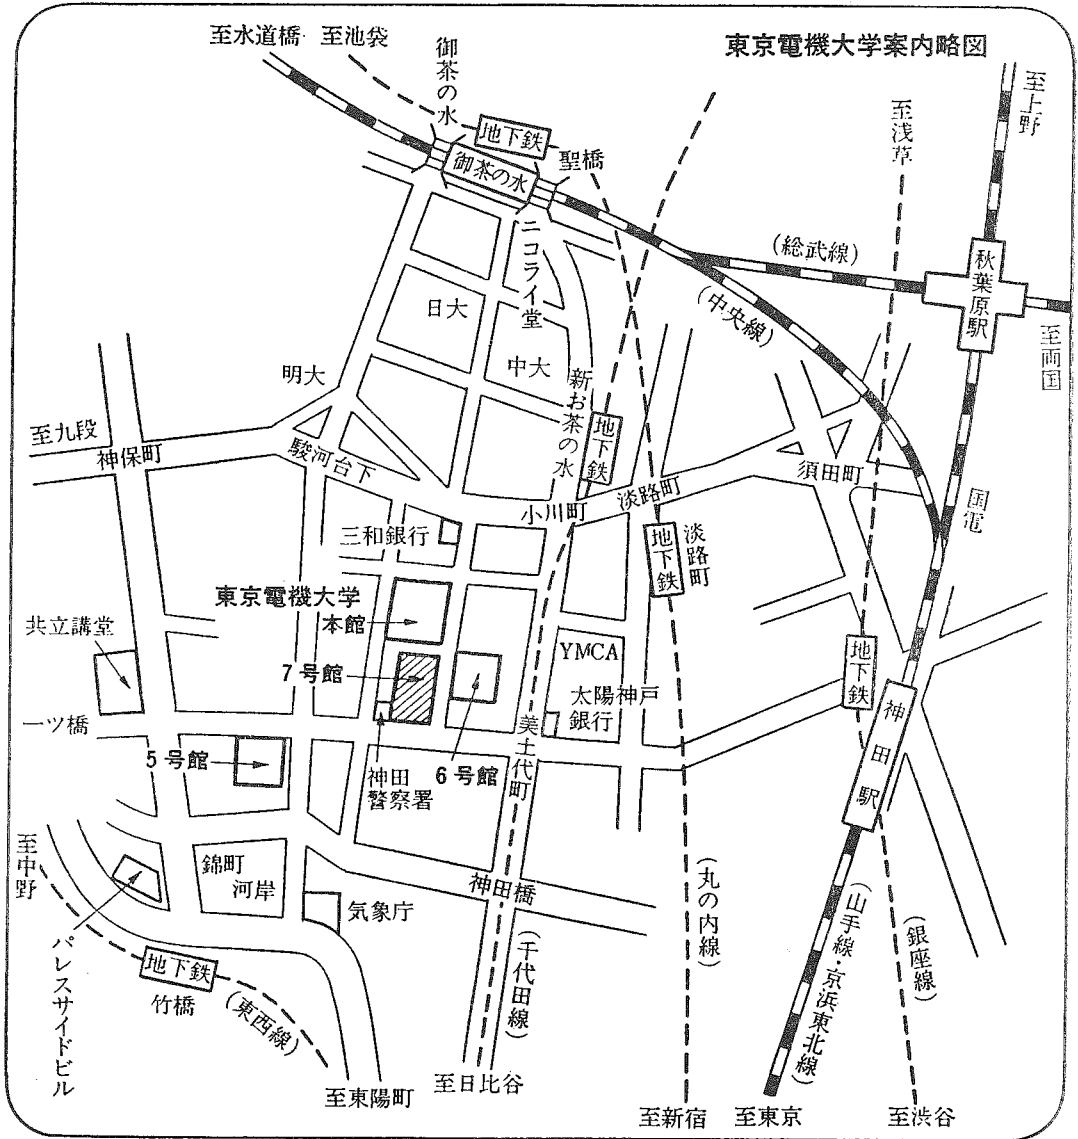 東京電機大学案内略図
至水道橋
至池袋
御茶の水
地下鉄
御茶の水
聖橋
至浅草
至上野
(総武線)
秋葉原駅
至両国
(中央線)
ニコライ堂
日大
中大
明大
新お茶の水
地下鉄
至九段
神保町
駿河台下
小川町
淡路町
須田町
国電
三和銀行
地下鉄
淡路町
東京電機大学
本館
共立講堂
7号館
YMCA
太陽神戸
銀行
地下鉄
神田駅
一ツ橋
5号館
神田
警察署
6号館
美土代町
至中野
錦町
河岸
気象庁
神田橋
(丸の内線)
(千代田線)
(山手線・京浜東北線)
(銀座線)
パレスサイドビル
地下鉄
竹橋
(東西線)
至東陽町
至日比谷
至新宿
至東京
至渋谷